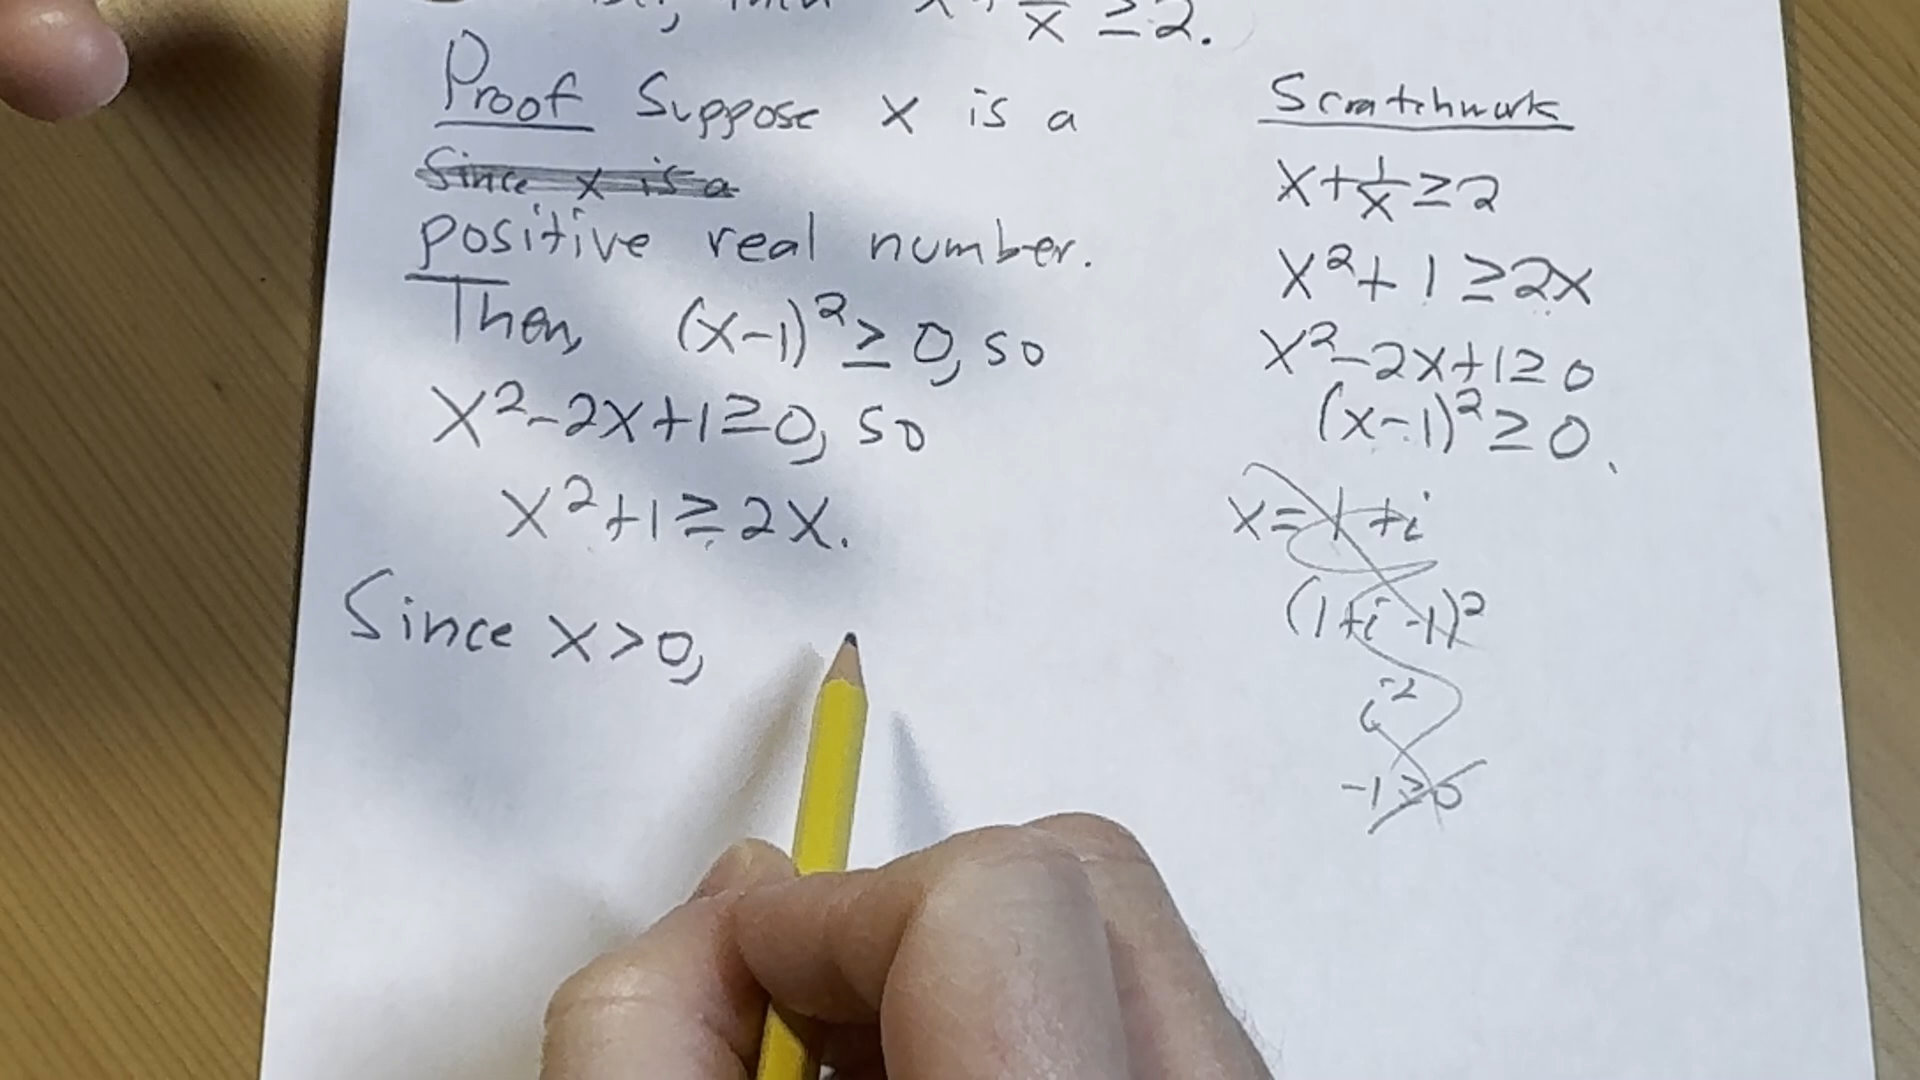 ≥ 2.
Proof Suppose x is a
Since x is a
positive real number.
Then, (x-1)² ≥ 0, so
x²-2x+1≥0, so
x²+1≥2x.
Since x>0,
Scratchwork
x+1/x≥2
x²+1≥2x
x²-2x+1≥0
(x-1)²≥0.
x=1+i
(1+i-1)²
i²
-1≥0